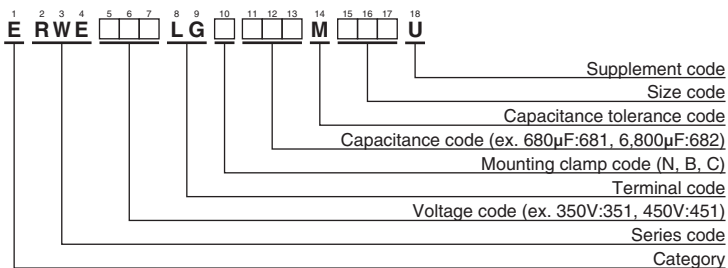 1 2 3 4 5 6 7 8 9 10 11 12 13 14 15 16 17 18
E RWE LG M U
Supplement code
Size code
Capacitance tolerance code
Capacitance code (ex. 680µF:681, 6,800µF:682)
Mounting clamp code (N, B, C)
Terminal code
Voltage code (ex. 350V:351, 450V:451)
Series code
Category